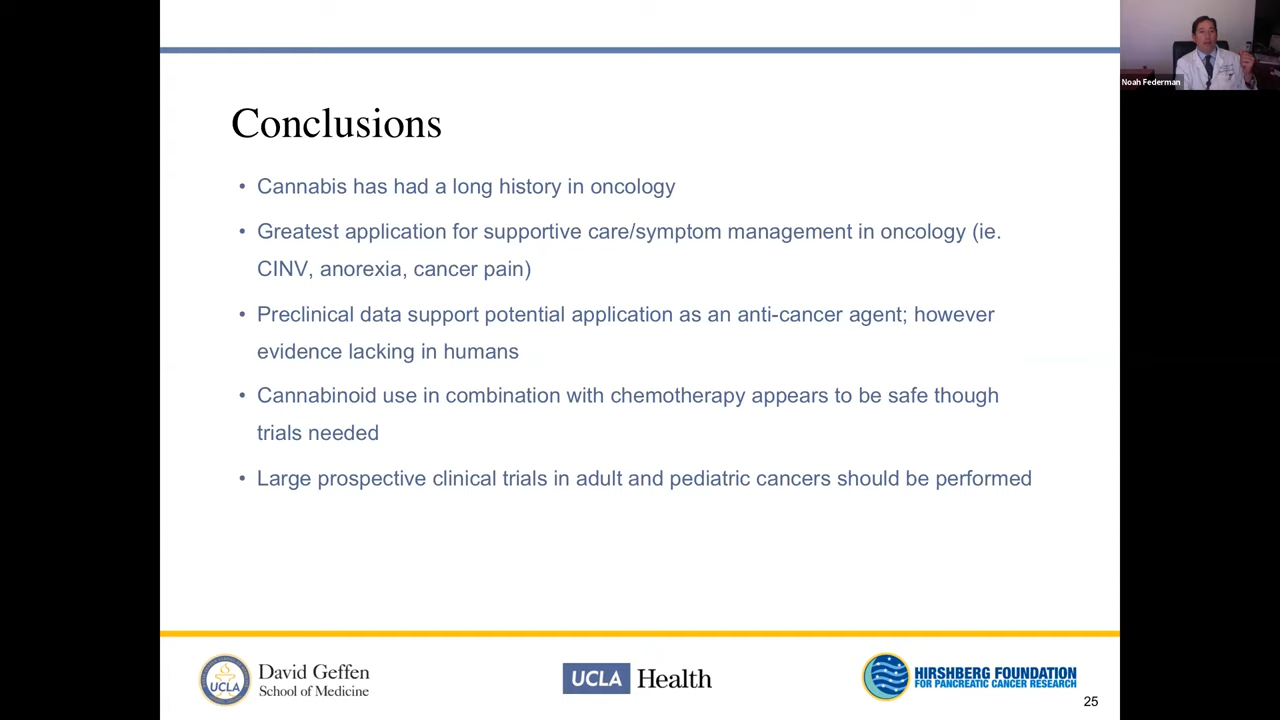 Noah Federman
Conclusions
• Cannabis has had a long history in oncology
• Greatest application for supportive care/symptom management in oncology (ie.
CINV, anorexia, cancer pain)
• Preclinical data support potential application as an anti-cancer agent; however
evidence lacking in humans
• Cannabinoid use in combination with chemotherapy appears to be safe though
trials needed
• Large prospective clinical trials in adult and pediatric cancers should be performed
UCLA
David Geffen
School of Medicine
UCLA Health
HIRSHBERG FOUNDATION
FOR PANCREATIC CANCER RESEARCH
25